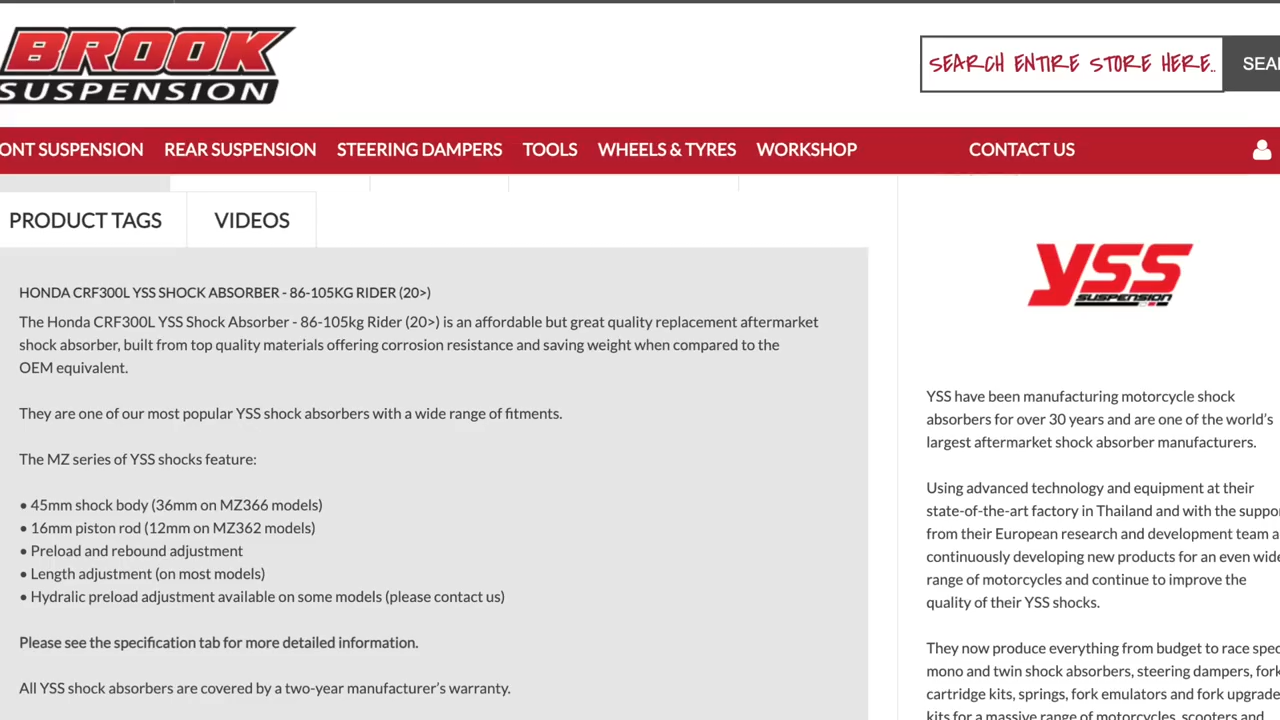 BROOK
SUSPENSION
SEARCH ENTIRE STORE HERE..
SEA
ONT SUSPENSION REAR SUSPENSION STEERING DAMPERS TOOLS WHEELS & TYRES WORKSHOP CONTACT US
PRODUCT TAGS VIDEOS
HONDA CRF300L YSS SHOCK ABSORBER - 86-105KG RIDER (20>)
The Honda CRF300L YSS Shock Absorber - 86-105kg Rider (20>) is an affordable but great quality replacement aftermarket
shock absorber, built from top quality materials offering corrosion resistance and saving weight when compared to the
OEM equivalent.
They are one of our most popular YSS shock absorbers with a wide range of fitments.
The MZ series of YSS shocks feature:
• 45mm shock body (36mm on MZ366 models)
• 16mm piston rod (12mm on MZ362 models)
• Preload and rebound adjustment
• Length adjustment (on most models)
• Hydralic preload adjustment available on some models (please contact us)
Please see the specification tab for more detailed information.
All YSS shock absorbers are covered by a two-year manufacturer's warranty.
YSS
SUSPENSION
YSS have been manufacturing motorcycle shock
absorbers for over 30 years and are one of the world's
largest aftermarket shock absorber manufacturers.
Using advanced technology and equipment at their
state-of-the-art factory in Thailand and with the suppo
from their European research and development team a
continuously developing new products for an even wide
range of motorcycles and continue to improve the
quality of their YSS shocks.
They now produce everything from budget to race spec
mono and twin shock absorbers, steering dampers, fork
cartridge kits, springs, fork emulators and fork upgrade
kits for a massive range of motorcycles, scooters and